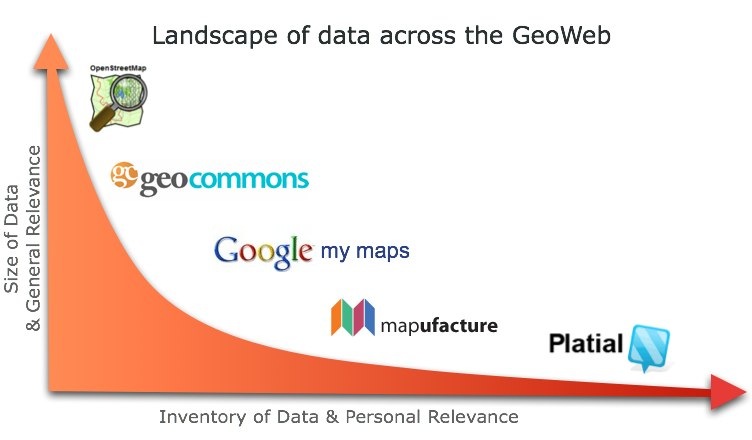 Landscape of data across the GeoWeb
OpenStreetMap
gc geocommons
Google my maps
mapufacture
Platial
Size of Data
& General Relevance
Inventory of Data & Personal Relevance